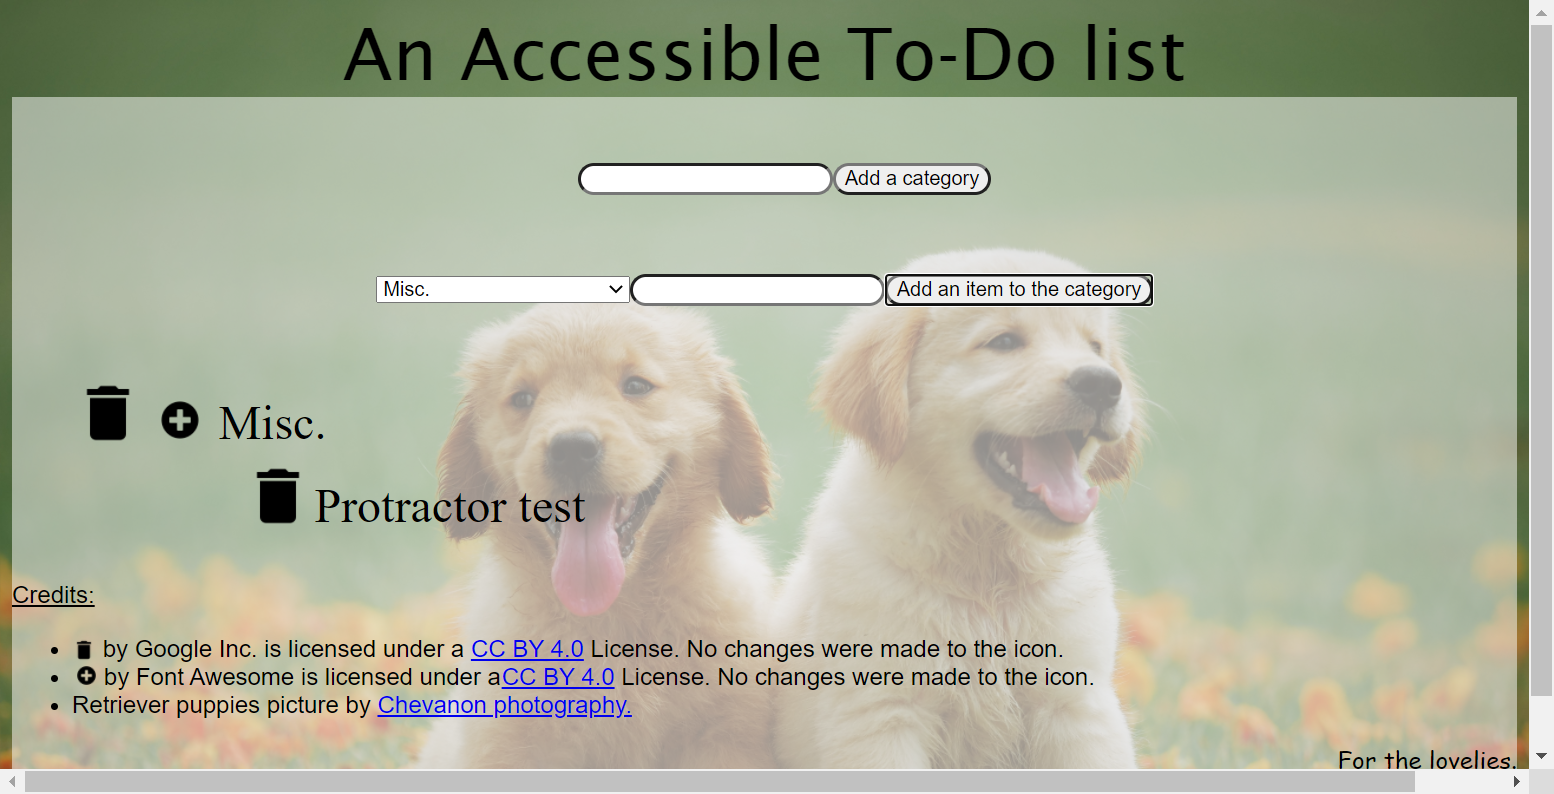 An Accessible To-Do list
Add a category
Misc. Add an item to the category
Misc.
Protractor test
Credits:
by Google Inc. is licensed under a CC BY 4.0 License. No changes were made to the icon.
by Font Awesome is licensed under aCC BY 4.0 License. No changes were made to the icon.
Retriever puppies picture by Chevanon photography.
For the lovelies.